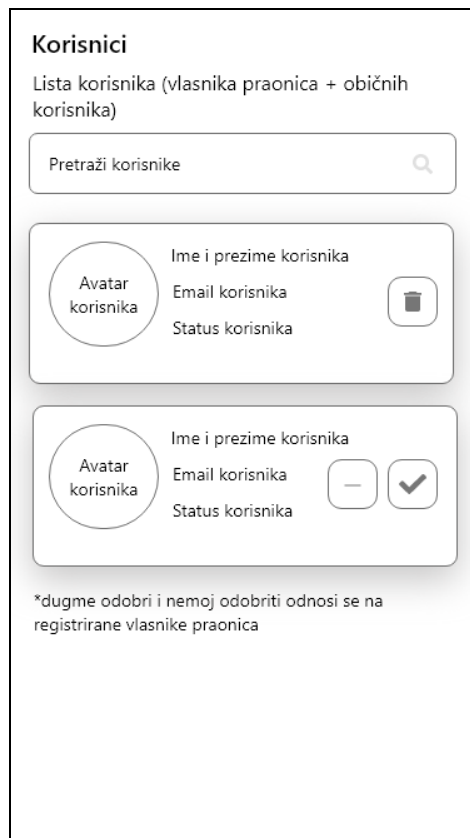 Korisnici
Lista korisnika (vlasnika praonica + običnih
korisnika)
Pretraži korisnike
Avatar
korisnika
Ime i prezime korisnika
Email korisnika
Status korisnika
Avatar
korisnika
Ime i prezime korisnika
Email korisnika
Status korisnika
*dugme odobri i nemoj odobriti odnosi se na
registrirane vlasnike praonica